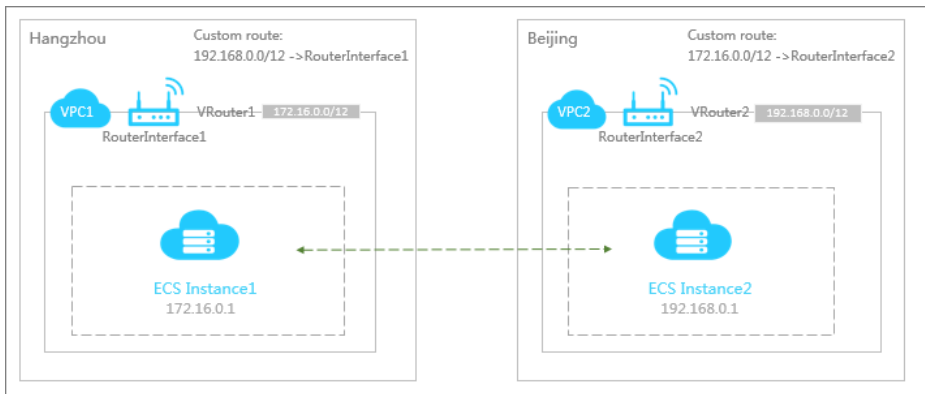 Hangzhou
Custom route:
192.168.0.0/12 ->RouterInterface1
VPC1
VRouter1
172.16.0.0/12
RouterInterface1
ECS Instance1
172.16.0.1
Beijing
Custom route:
172.16.0.0/12 ->RouterInterface2
VPC2
VRouter2
192.168.0.0/12
RouterInterface2
ECS Instance2
192.168.0.1